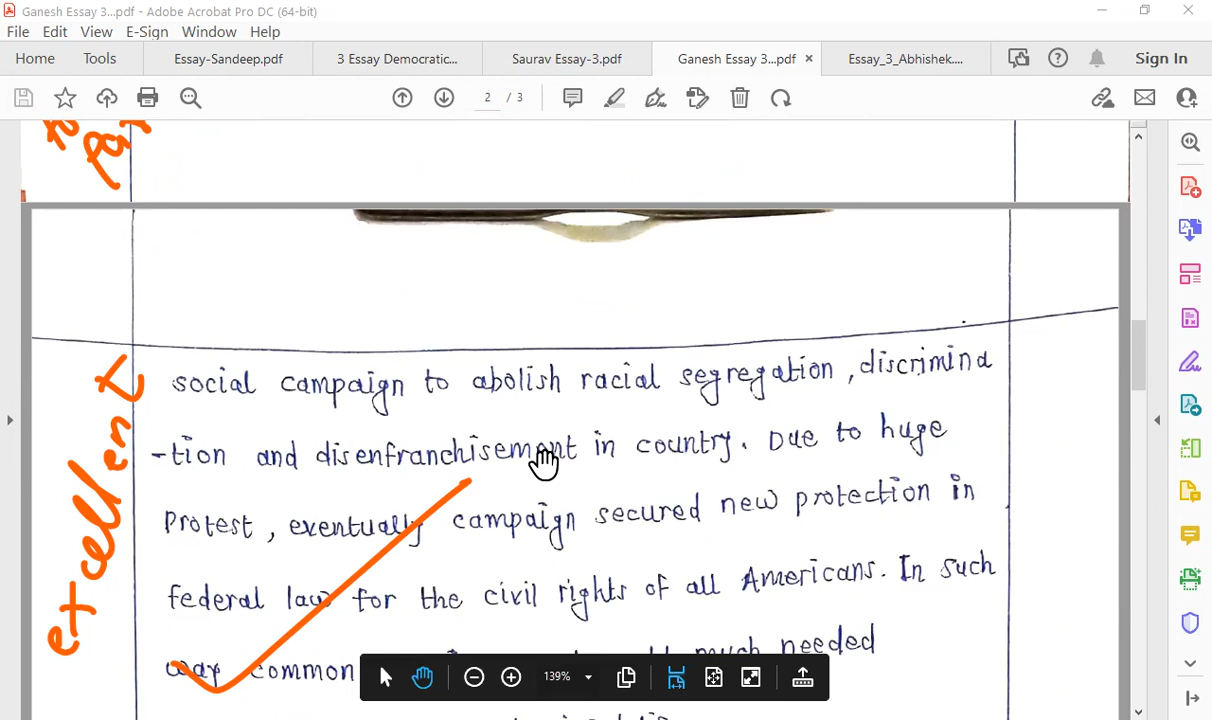 Ganesh Essay 3...pdf - Adobe Acrobat Pro DC (64-bit)
File Edit View E-Sign Window Help
Home Tools Essay-Sandeep.pdf 3 Essay Democratic... Saurav Essay-3.pdf Ganesh Essay 3...pdf × Essay_3_Abhishek.... Sign In
2 / 3
social campaign to abolish racial segregation, discrimina
-tion and disenfranchisement in country. Due to huge
Protest, eventually campaign secured new protection in
federal law for the civil rights of all Americans. In such
way common much needed
excellent
139%